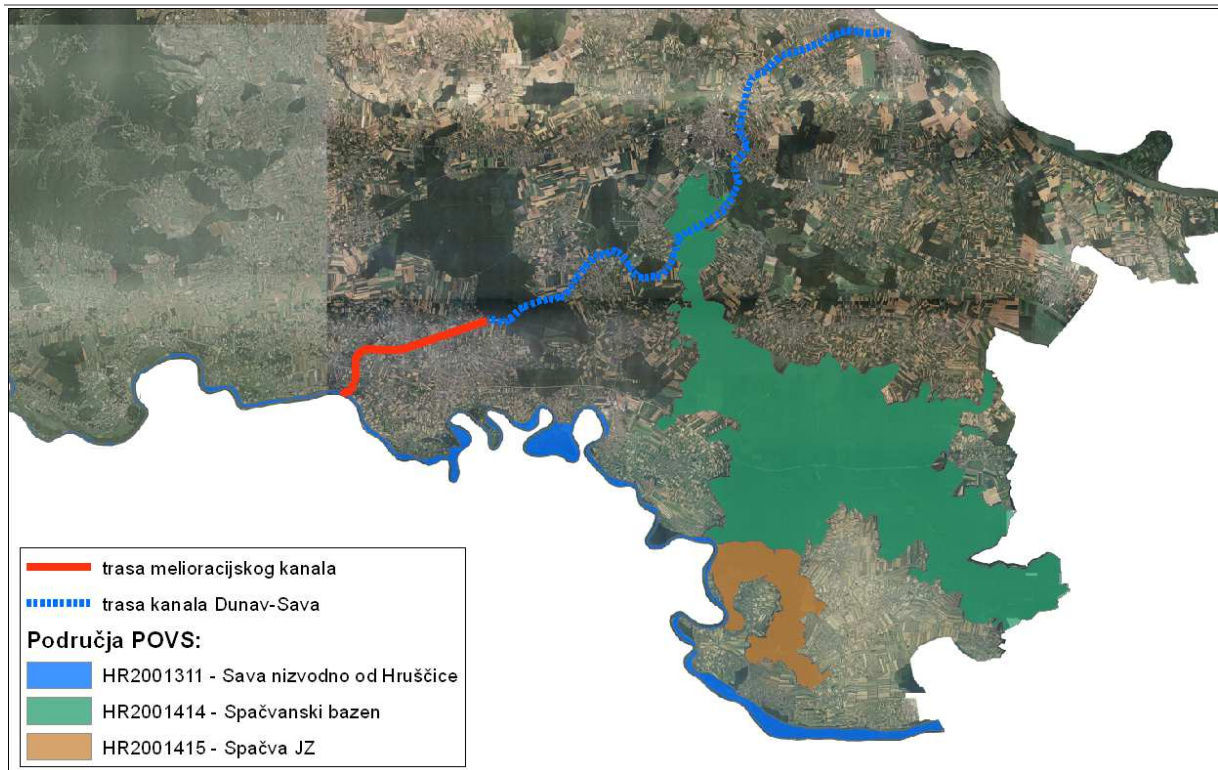 trasa melioracijskog kanala
trasa kanala Dunav-Sava
Područja POVS:
HR2001311 - Sava nizvodno od Hruščice
HR2001414 - Spačvanski bazen
HR2001415 - Spačva JZ